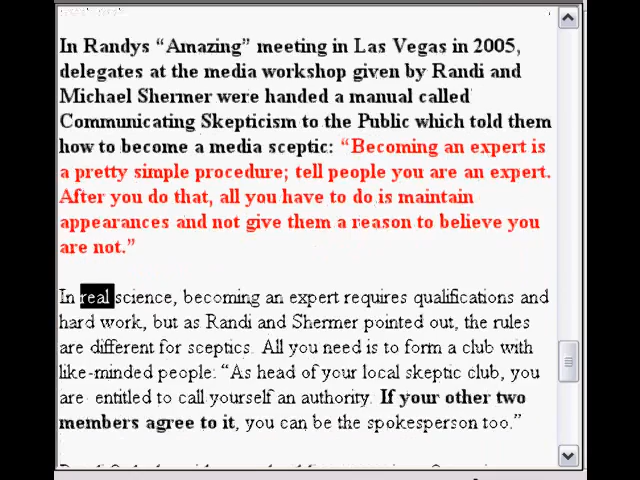 In Randys “Amazing” meeting in Las Vegas in 2005,
delegates at the media workshop given by Randi and
Michael Shermer were handed a manual called
Communicating Skepticism to the Public which told them
how to become a media sceptic: “Becoming an expert is
a pretty simple procedure; tell people you are an expert.
After you do that, all you have to do is maintain
appearances and not give them a reason to believe you
are not.”
In real science, becoming an expert requires qualifications and
hard work, but as Randi and Shermer pointed out, the rules
are different for sceptics. All you need is to form a club with
like-minded people: “As head of your local skeptic club, you
are entitled to call yourself an authority. If your other two
members agree to it, you can be the spokesperson too.”